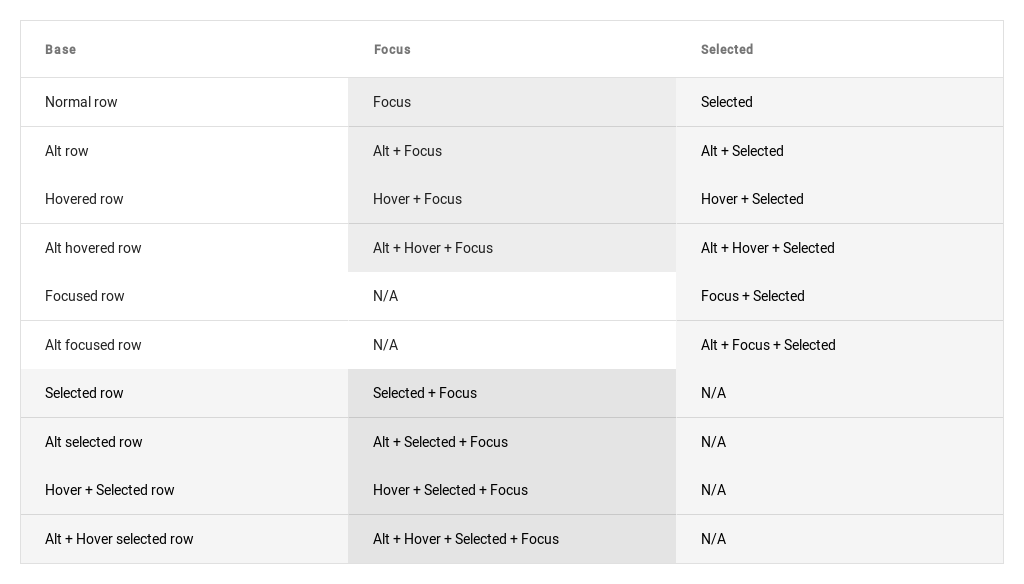 Base Focus Selected
Normal row Focus Selected
Alt row Alt + Focus Alt + Selected
Hovered row Hover + Focus Hover + Selected
Alt hovered row Alt + Hover + Focus Alt + Hover + Selected
Focused row N/A Focus + Selected
Alt focused row N/A Alt + Focus + Selected
Selected row Selected + Focus N/A
Alt selected row Alt + Selected + Focus N/A
Hover + Selected row Hover + Selected + Focus N/A
Alt + Hover selected row Alt + Hover + Selected + Focus N/A